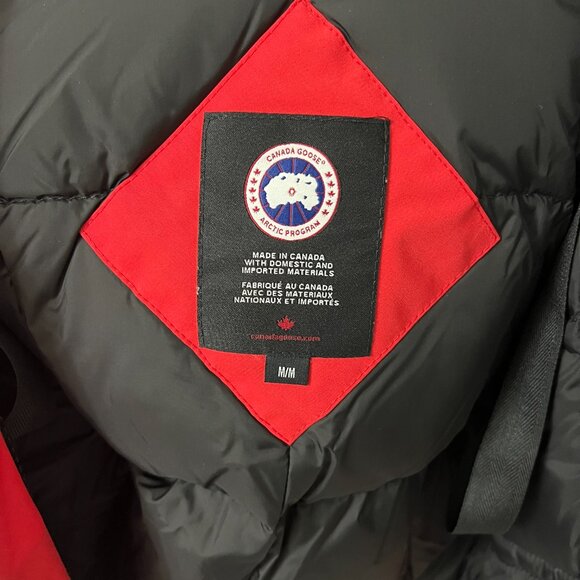 CANADA GOOSE®
ARCTIC PROGRAM
MADE IN CANADA
WITH DOMESTIC AND
IMPORTED MATERIALS
FABRIQUÉ AU CANADA
AVEC DES MATERIAUX
NATIONAUX ET IMPORTÉS
canadagoose.com
M/M